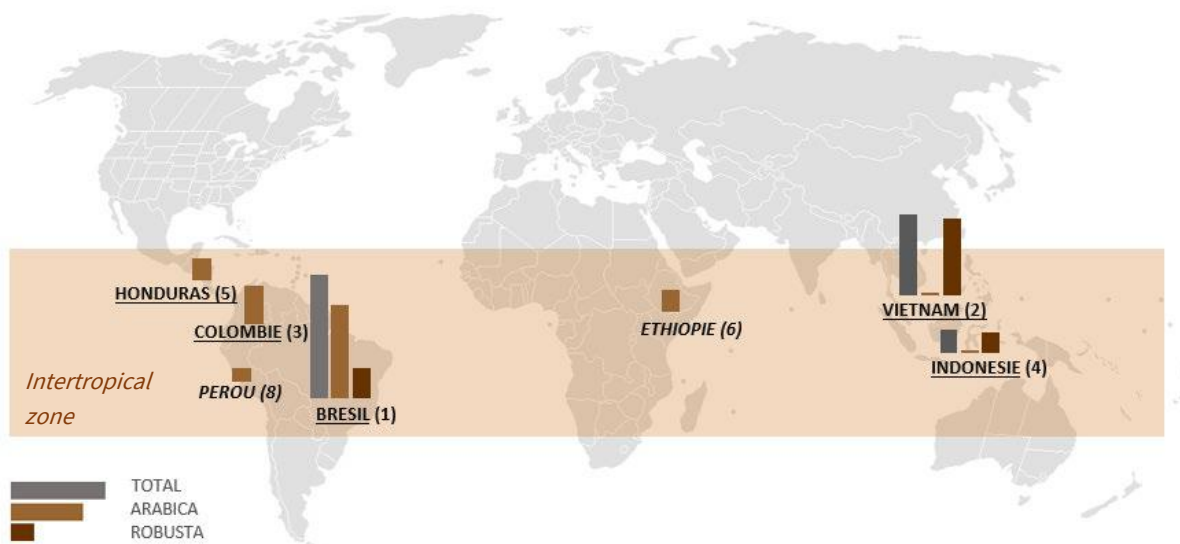 HONDURAS (5)
COLOMBIE (3)
PEROU (8)
BRESIL (1)
ETHIOPIE (6)
VIETNAM (2)
INDONESIE (4)
Intertropical
zone
TOTAL
ARABICA
ROBUSTA